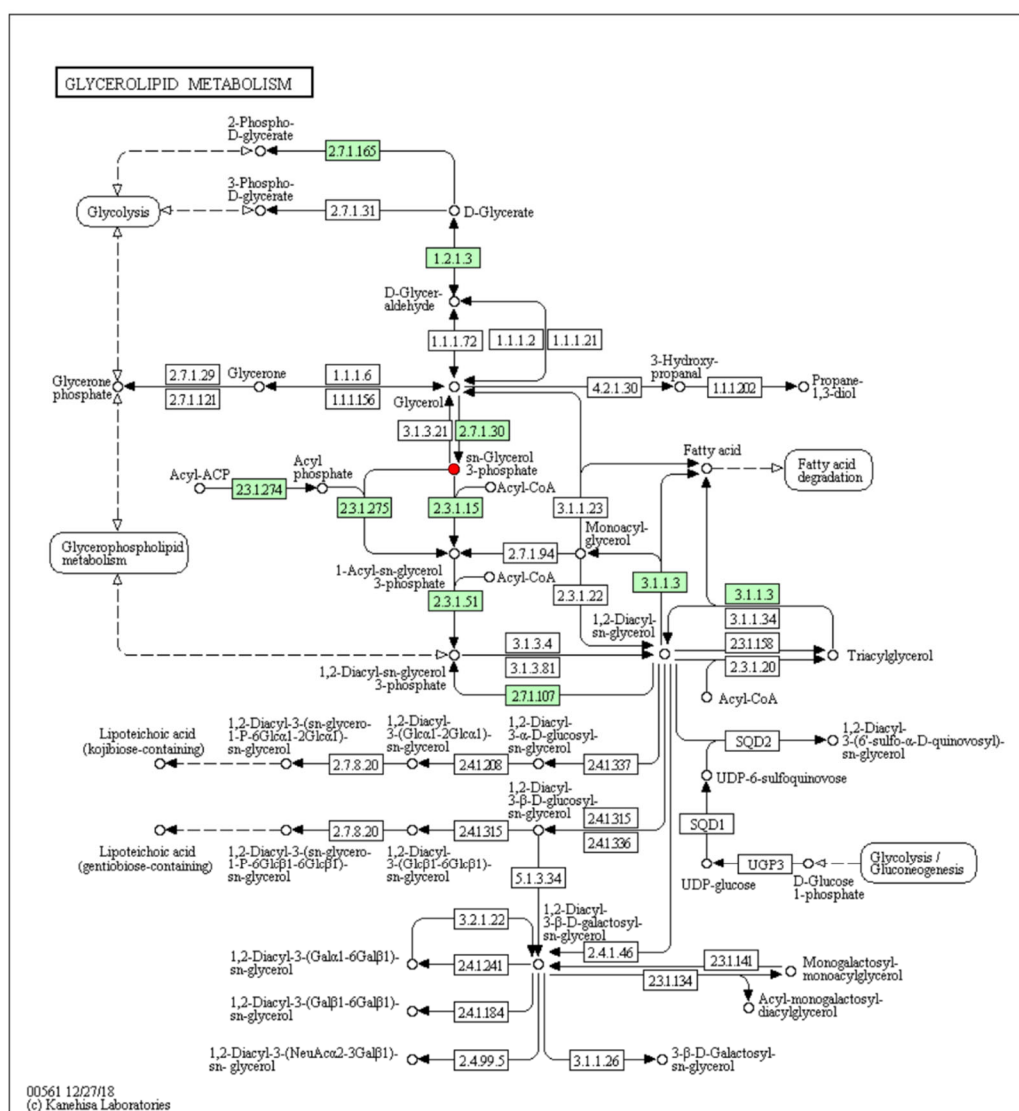 GLYCEROLIPID METABOLISM
2-Phospho-
D-glycerate
2.7.1.165
3-Phospho-
D-glycerate
Glycolysis
2.7.1.31
D-Glycerate
1.2.1.3
D-Glycer-
aldehyde
1.1.1.72
1.1.1.2
1.1.1.21
Glycerone
phosphate
2.7.1.29
2.7.1.121
Glycerone
1.1.1.6
1.1.1.156
Glycerol
3-Hydroxy-
propanal
4.2.1.30
1.1.1.202
Propane-
1,3-diol
3.1.3.21
2.7.1.30
sn-Glycerol
3-phosphate
Fatty acid
Fatty acid
degradation
Acyl-ACP
2.3.1.274
Acyl
phosphate
2.3.1.275
2.3.1.15
Acyl-CoA
3.1.1.23
Monoacyl-
glycerol
Glycerophospholipid
metabolism
2.7.1.94
1-Acyl-sn-glycerol
3-phosphate
Acyl-CoA
2.3.1.51
2.3.1.22
3.1.1.3
3.1.1.3
3.1.1.34
2.3.1.158
2.3.1.20
Triacylglycerol
Acyl-CoA
1,2-Diacyl-
sn-glycerol
3.1.3.4
3.1.3.81
1,2-Diacyl-sn-glycerol
3-phosphate
2.7.1.107
Lipoteichoic acid
(kojibiose-containing)
1,2-Diacyl-3-(sn-glycero-
1-P-6Glcα1-2Glcα1)-
sn-glycerol
1,2-Diacyl-
3-(Glcα1-2Glcα1)-
sn-glycerol
1,2-Diacyl-
3-α-D-glucosyl-
sn-glycerol
2.7.8.20
2.4.1.208
2.4.1.337
SQD2
1,2-Diacyl-
3-(6'-sulfo-α-D-quinovosyl)-
sn-glycerol
UDP-6-sulfoquinovose
1,2-Diacyl-
3-β-D-glucosyl-
sn-glycerol
2.7.8.20
2.4.1.315
2.4.1.315
2.4.1.336
SQD1
Lipoteichoic acid
(gentiobiose-containing)
1,2-Diacyl-3-(sn-glycero-
1-P-6Glcβ1-6Glcβ1)-
sn-glycerol
1,2-Diacyl-
3-(Glcβ1-6Glcβ1)-
sn-glycerol
5.1.3.34
UDP-glucose
UGP3
D-Glucose
1-phosphate
Glycolysis /
Gluconeogenesis
1,2-Diacyl-
3-β-D-galactosyl-
sn-glycerol
3.2.1.22
2.4.1.46
1,2-Diacyl-3-(Galα1-6Galβ1)-
sn-glycerol
2.4.1.241
2.3.1.141
2.3.1.134
Monogalactosyl-
monoacylglycerol
Acyl-monogalactosyl-
diacylglycerol
1,2-Diacyl-3-(Galβ1-6Galβ1)-
sn-glycerol
2.4.1.184
1,2-Diacyl-3-(NeuAcα2-3Galβ1)-
sn- glycerol
2.4.99.5
3.1.1.26
3-β-D-Galactosyl-
sn-glycerol
00561 12/27/18
(c) Kanehisa Laboratories